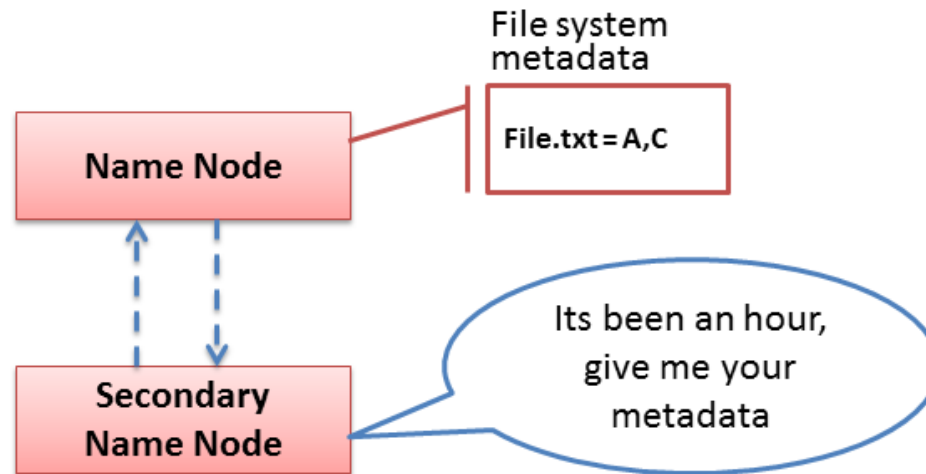 File system
metadata
Name Node
File.txt = A,C
Its been an hour,
give me your
metadata
Secondary
Name Node